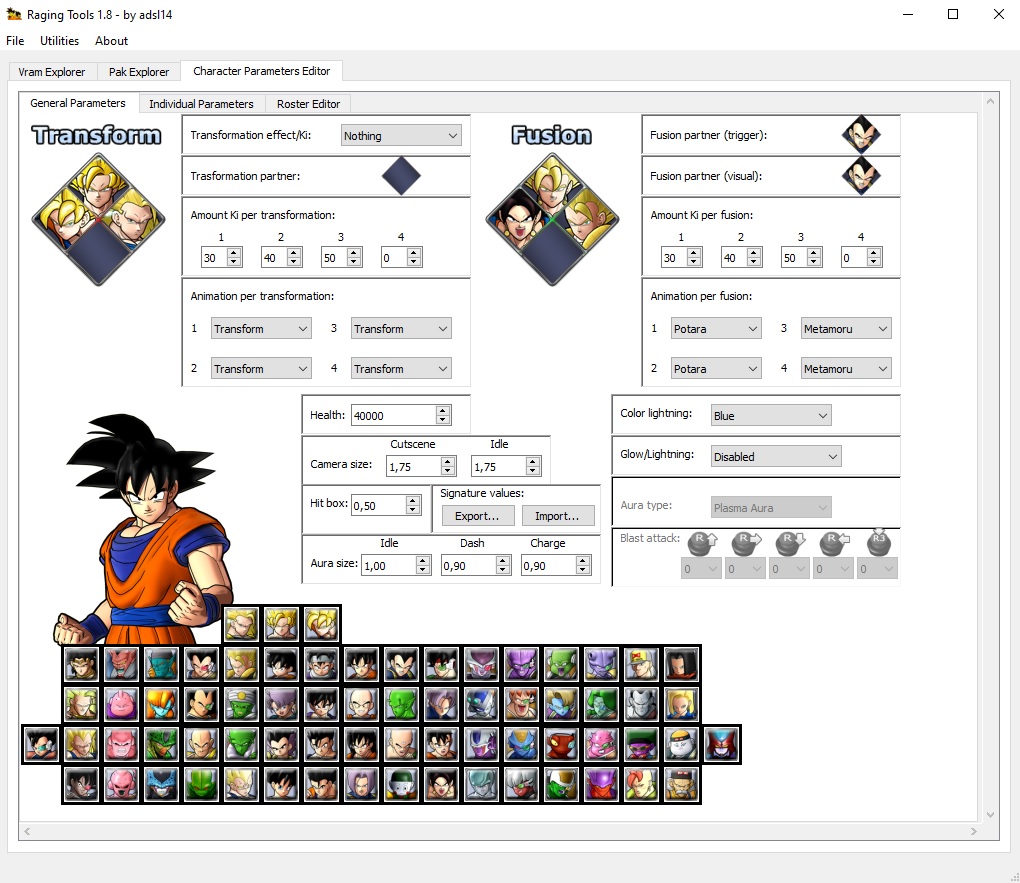 Raging Tools 1.8 - by adsl14
File Utilities About
Vram Explorer Pak Explorer Character Parameters Editor
General Parameters Individual Parameters Roster Editor
Transform
Transformation effect/Ki: Nothing
Trasformation partner:
Amount Ki per transformation:
1 2 3 4
30 40 50 0
Animation per transformation:
1 Transform 3 Transform
2 Transform 4 Transform
Fusion
Fusion partner (trigger):
Fusion partner (visual):
Amount Ki per fusion:
1 2 3 4
30 40 50 0
Animation per fusion:
1 Potara 3 Metamoru
2 Potara 4 Metamoru
Health: 40000
Cutscene Idle
Camera size: 1,75 1,75
Hit box: 0,50
Signature values:
Export... Import...
Idle Dash Charge
Aura size: 1,00 0,90 0,90
Color lightning: Blue
Glow/Lightning: Disabled
Aura type: Plasma Aura
Blast attack: R R R R R3
0 0 0 0 0